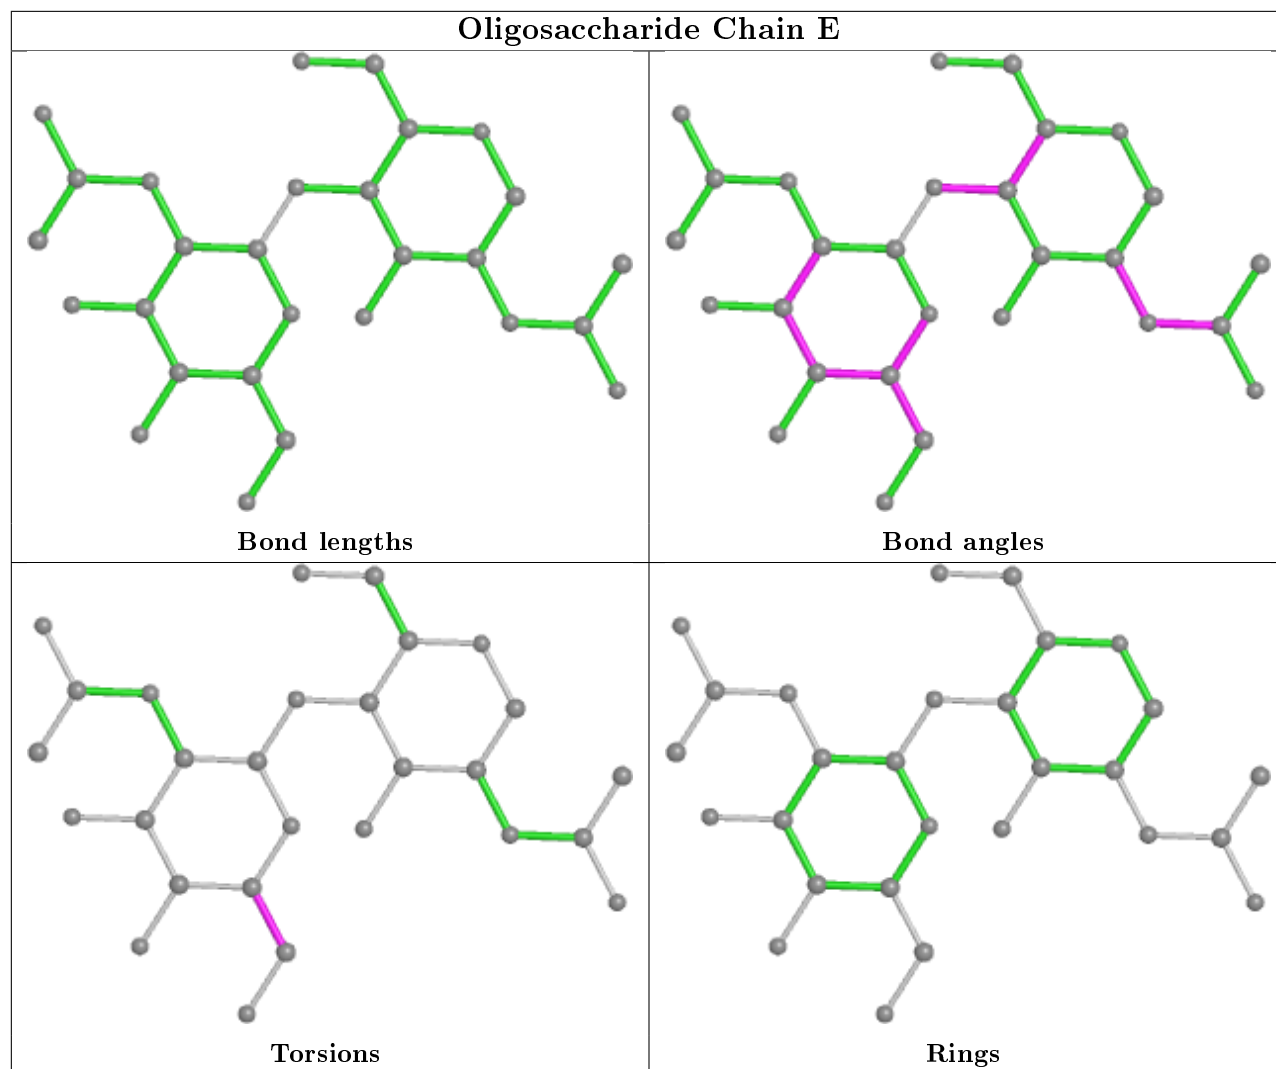 Oligosaccharide Chain E
Bond lengths
Bond angles
Torsions
Rings